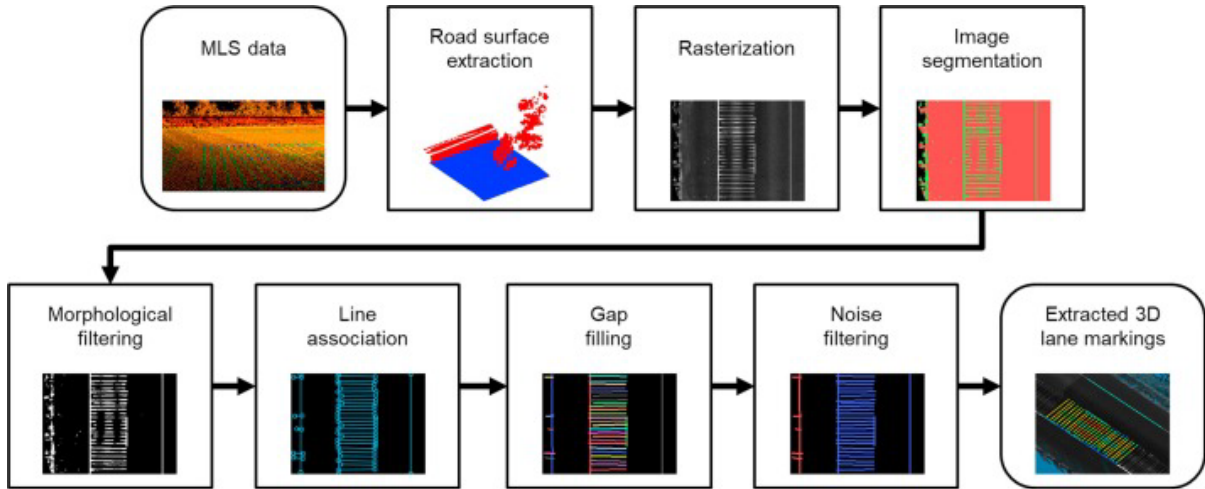 MLS data
Road surface
extraction
Rasterization
Image
segmentation
Morphological
filtering
Line
association
Gap
filling
Noise
filtering
Extracted 3D
lane markings